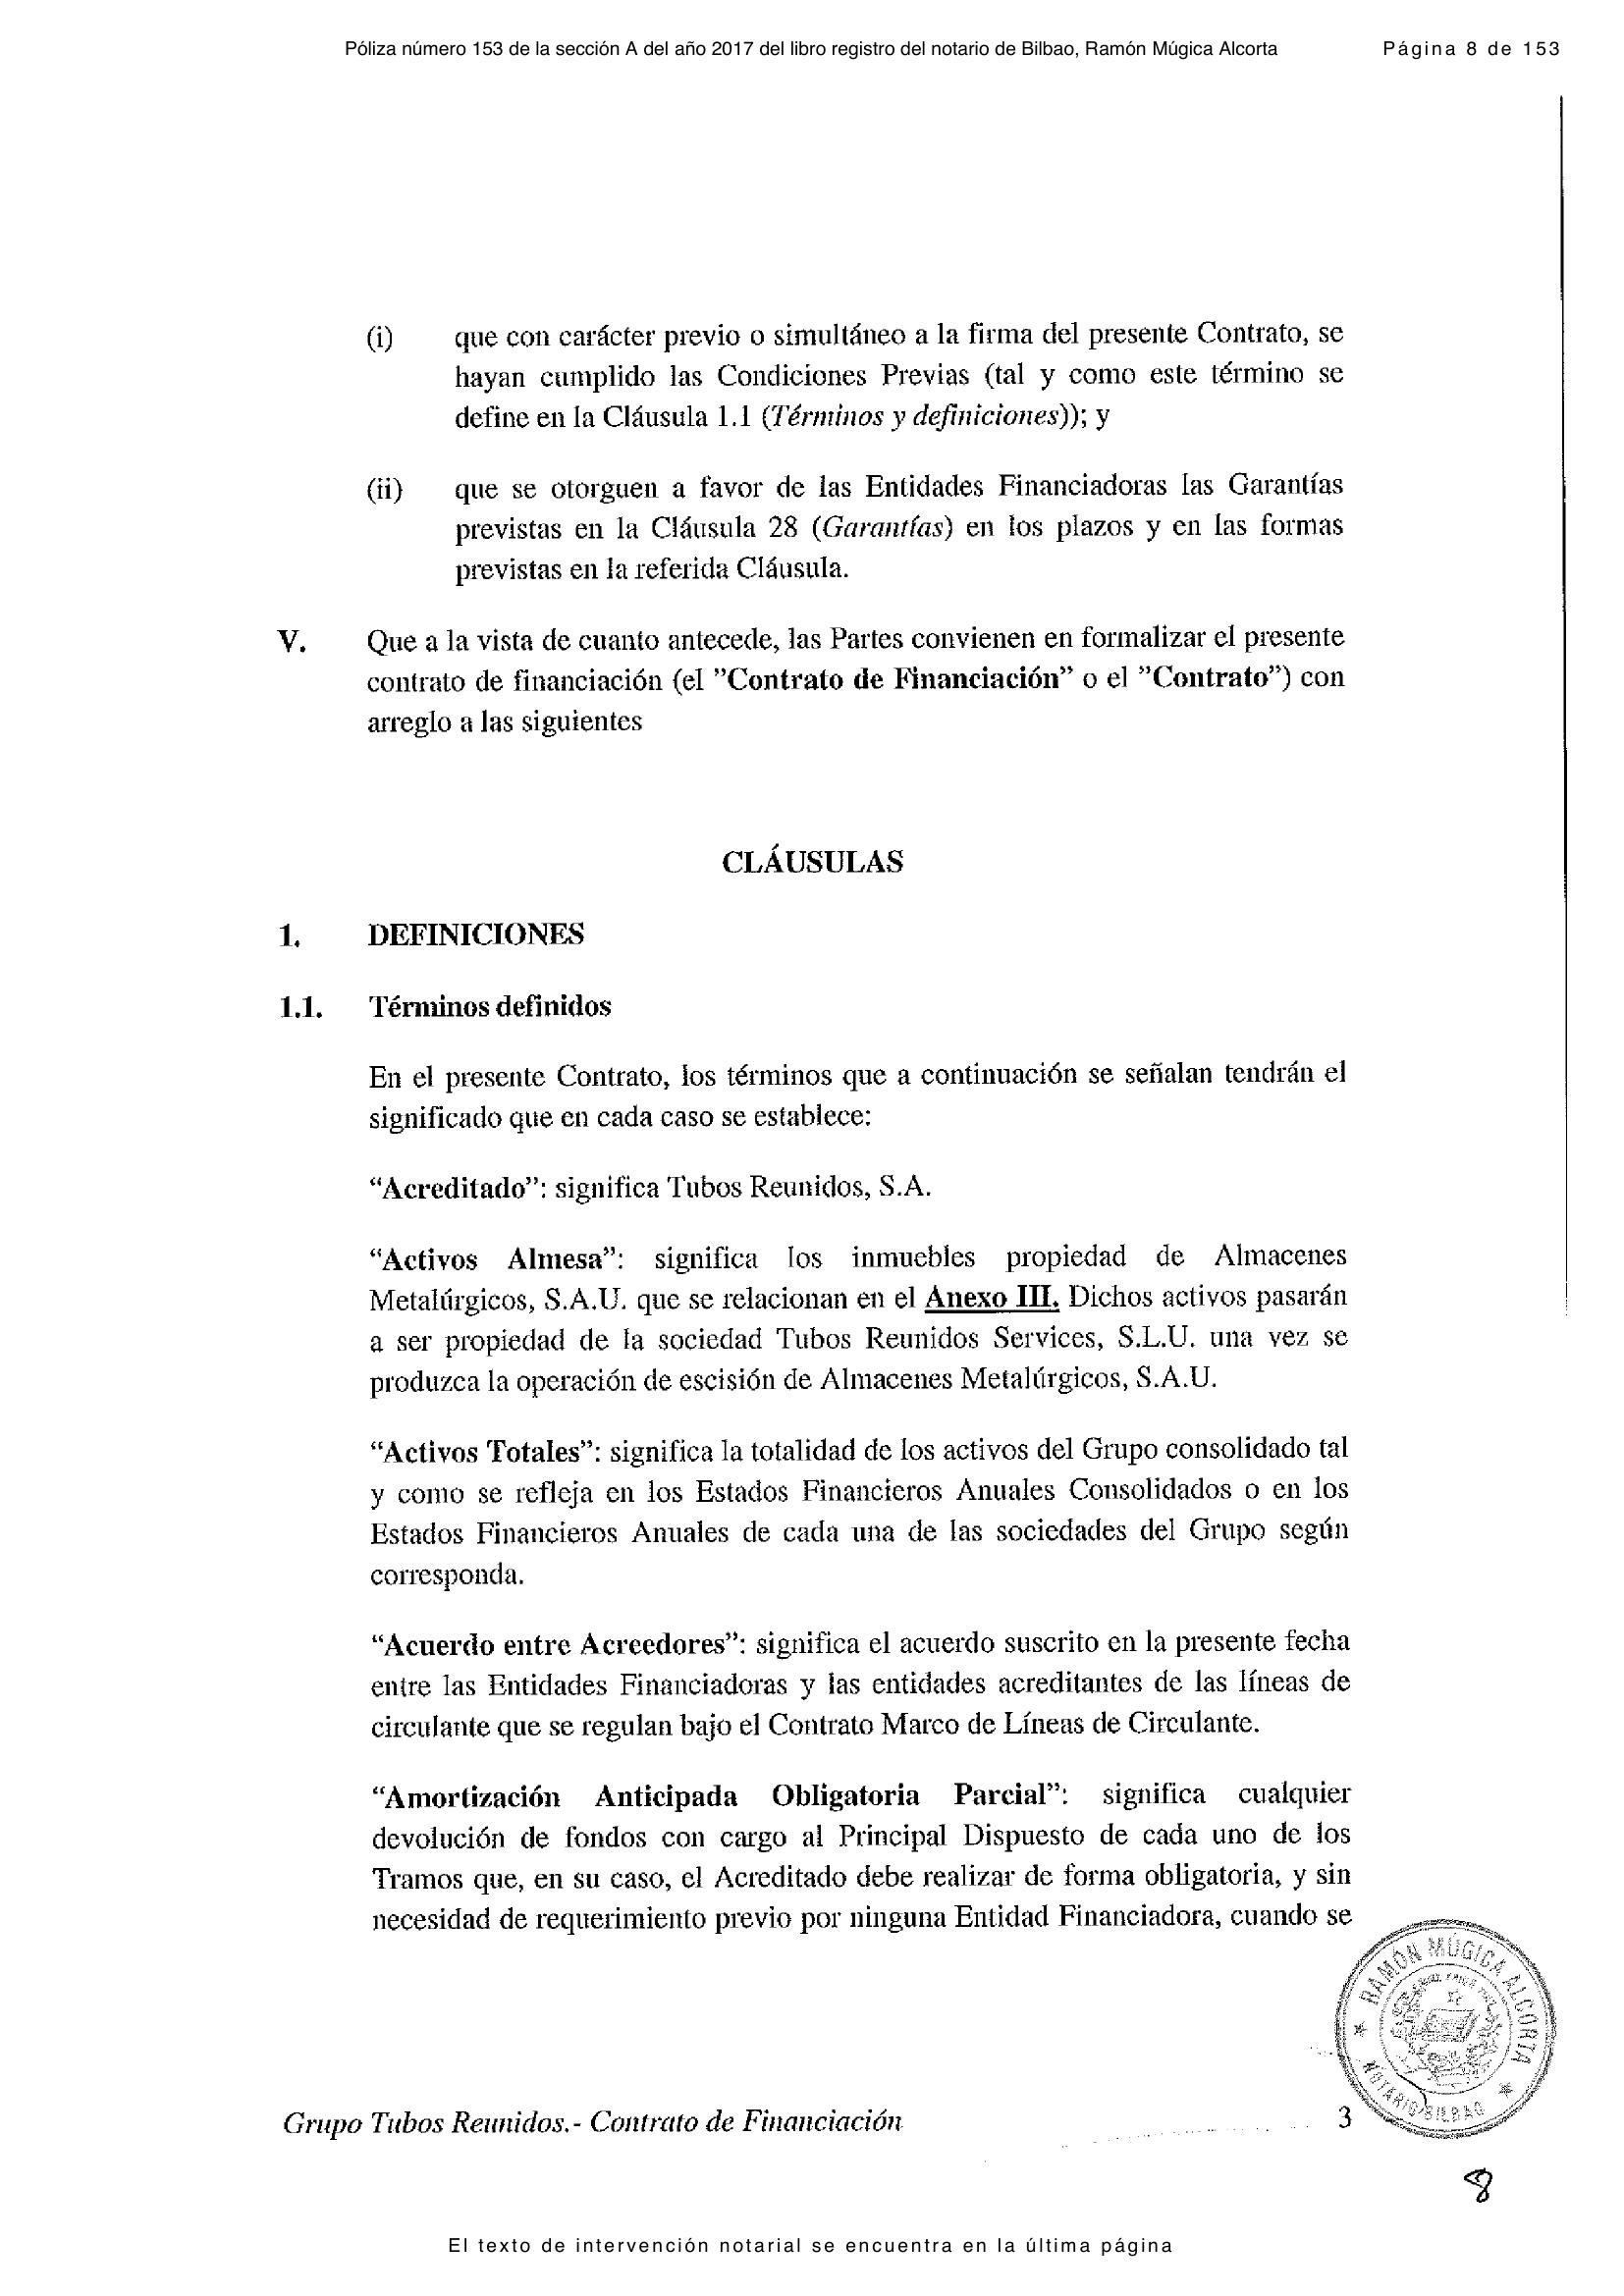 Póliza número 153 de la sección A del año 2017 del libro registro del notario de Bilbao, Ramón Múgica Alcorta Página 8 de 153
(i) que con carácter previo o simultáneo a la firma del presente Contrato, se
hayan cumplido las Condiciones Previas (tal y como este término se
define en la Cláusula 1.1 (Términos y definiciones)); y
(ii) que se otorguen a favor de las Entidades Financiadoras las Garantías
previstas en la Cláusula 28 (Garantías) en los plazos y en las formas
previstas en la referida Cláusula.
V. Que a la vista de cuanto antecede, las Partes convienen en formalizar el presente
contrato de financiación (el ”Contrato de Financiación” o el ”Contrato”) con
arreglo a las siguientes
CLÁUSULAS
1. DEFINICIONES
1.1. Términos definidos
En el presente Contrato, los términos que a continuación se señalan tendrán el
significado que en cada caso se establece:
“Acreditado”: significa Tubos Reunidos, S.A.
“Activos Almesa”: significa los inmuebles propiedad de Almacenes
Metalúrgicos, S.A.U. que se relacionan en el Anexo III. Dichos activos pasarán
a ser propiedad de la sociedad Tubos Reunidos Services, S.L.U. una vez se
produzca la operación de escisión de Almacenes Metalúrgicos, S.A.U.
“Activos Totales”: significa la totalidad de los activos del Grupo consolidado tal
y como se refleja en los Estados Financieros Anuales Consolidados o en los
Estados Financieros Anuales de cada una de las sociedades del Grupo según
corresponda.
“Acuerdo entre Acreedores”: significa el acuerdo suscrito en la presente fecha
entre las Entidades Financiadoras y las entidades acreditantes de las líneas de
circulante que se regulan bajo el Contrato Marco de Líneas de Circulante.
“Amortización Anticipada Obligatoria Parcial”: significa cualquier
devolución de fondos con cargo al Principal Dispuesto de cada uno de los
Tramos que, en su caso, el Acreditado debe realizar de forma obligatoria, y sin
necesidad de requerimiento previo por ninguna Entidad Financiadora, cuando se
RAMÓN MÚGICA ALCORTA
NOTARIO BILBAO
Grupo Tubos Reunidos.- Contrato de Financiación 3
8
El texto de intervención notarial se encuentra en la última página